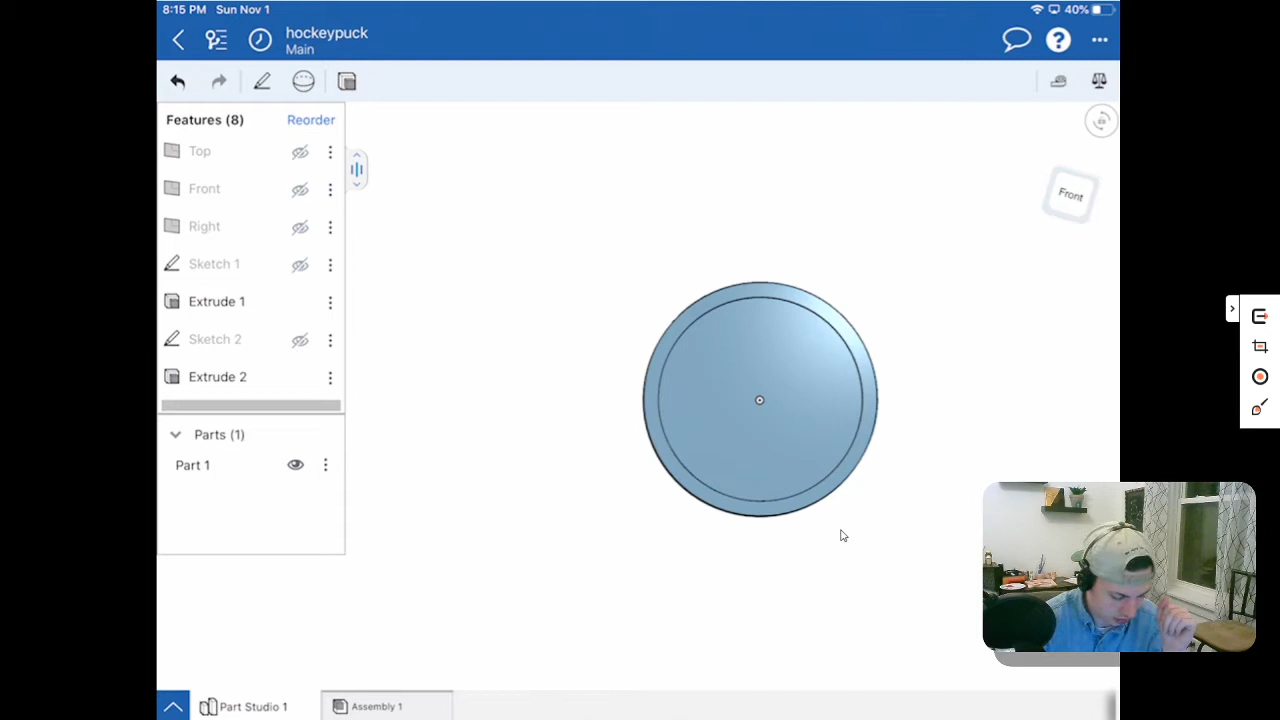 8:15 PM Sun Nov 1
40%
hockeypuck
Main
Features (8)
Reorder
Top
Front
Right
Sketch 1
Extrude 1
Sketch 2
Extrude 2
Parts (1)
Part 1
Front
Part Studio 1
Assembly 1